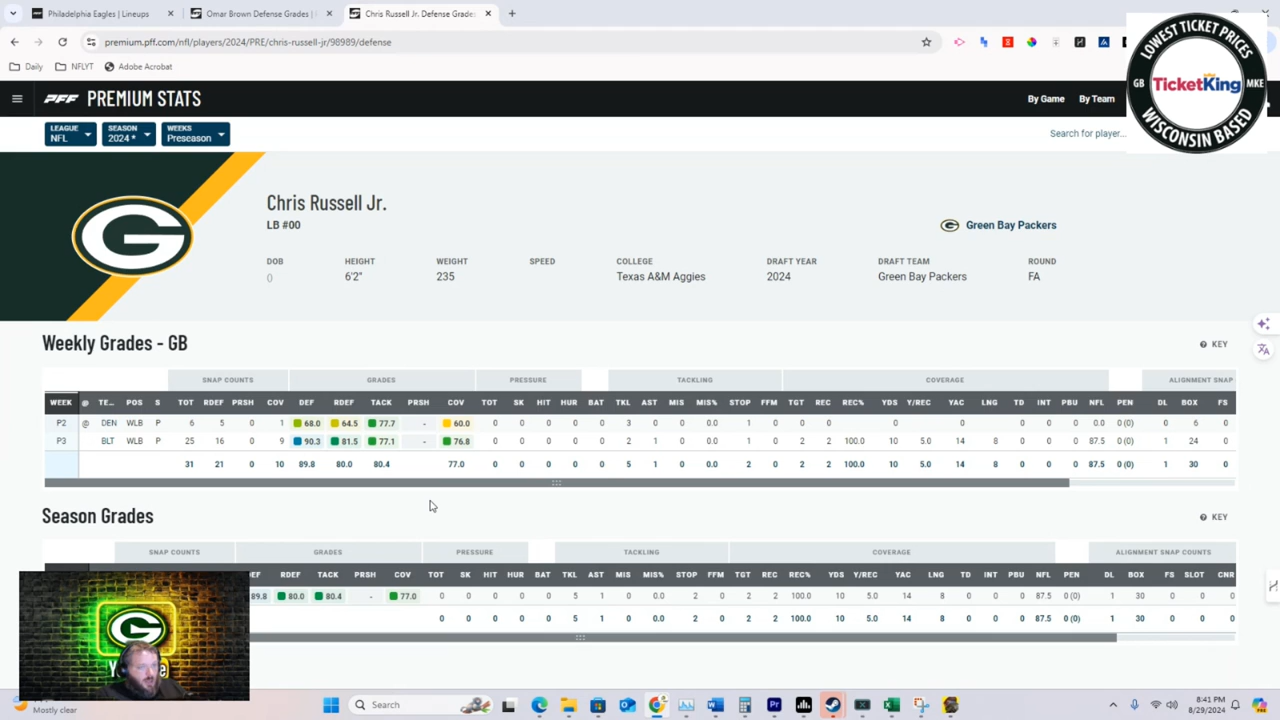 Philadelphia Eagles | Lineups
Omar Brown Defense Grades |
Chris Russell Jr. Defense Grades
premium.pff.com/nfl/players/2024/PRE/chris-russell-jr/98989/defense
Daily NFLYT Adobe Acrobat
PFF PREMIUM STATS
By Game By Team
LOWEST TICKET PRICES
GB TicketKing MKE
WISCONSIN BASED
LEAGUE SEASON WEEKS
NFL 2024 * Preseason
Search for player...
G
Chris Russell Jr.
LB #00
Green Bay Packers
DOB HEIGHT WEIGHT SPEED COLLEGE DRAFT YEAR DRAFT TEAM ROUND
() 6'2" 235 Texas A&M Aggies 2024 Green Bay Packers FA
Weekly Grades - GB
KEY
SNAP COUNTS GRADES PRESSURE TACKLING COVERAGE ALIGNMENT SNAP
WEEK @ TE... POS S TOT RDEF PRSH COV DEF RDEF TACK PRSH COV TOT SK HIT HUR BAT TKL AST MIS MIS% STOP FFM TGT REC REC% YDS Y/REC YAC LNG TD INT PBU NFL PEN DL BOX FS
P2 @ DEN WLB P 6 5 0 1 68.0 64.5 77.7 - 60.0 0 0 0 0 0 3 0 0 0.0 1 0 0 0 0 0 0 0 0 0 0.0 0 (0) 0 6 0
P3 BLT WLB P 25 16 0 9 90.3 81.5 77.1 - 76.8 0 0 0 0 0 2 1 0 0.0 1 0 2 2 100.0 10 5.0 14 8 0 0 0 87.5 0 (0) 1 24 0
31 21 0 10 89.8 80.0 80.4 77.0 0 0 0 0 0 5 1 0 0.0 2 0 2 2 100.0 10 5.0 14 8 0 0 0 87.5 0 (0) 1 30 0
Season Grades
KEY
SNAP COUNTS GRADES PRESSURE TACKLING COVERAGE ALIGNMENT SNAP COUNTS
EF RDEF TACK PRSH COV TOT SK HIT HUR BAT TKL AST MIS MIS% STOP FFM TGT REC REC% YDS Y/REC YAC LNG TD INT PBU NFL PEN DL BOX FS SLOT CNR
89.8 80.0 80.4 - 77.0 0 0 0 0 0 5 1 0 0.0 2 0 2 2 100.0 10 5.0 14 8 0 0 0 87.5 0 (0) 1 30 0 0 0
0 0 0 0 0 5 1 0 0.0 2 0 2 2 100.0 10 5.0 14 8 0 0 0 87.5 0 (0) 1 30 0 0 0
G
Mostly clear
Search
8:41 PM
8/29/2024